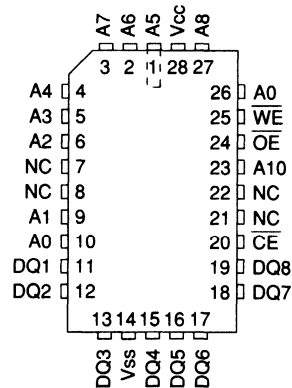 A7 A6 A5 Vcc A8
3 2 1 28 27
A4 4 26 A0
A3 5 25 WE
A2 6 24 OE
NC 7 23 A10
NC 8 22 NC
A1 9 21 NC
A0 10 20 CE
DQ1 11 19 DQ8
DQ2 12 18 DQ7
13 14 15 16 17
DQ3 Vss DQ4 DQ5 DQ6